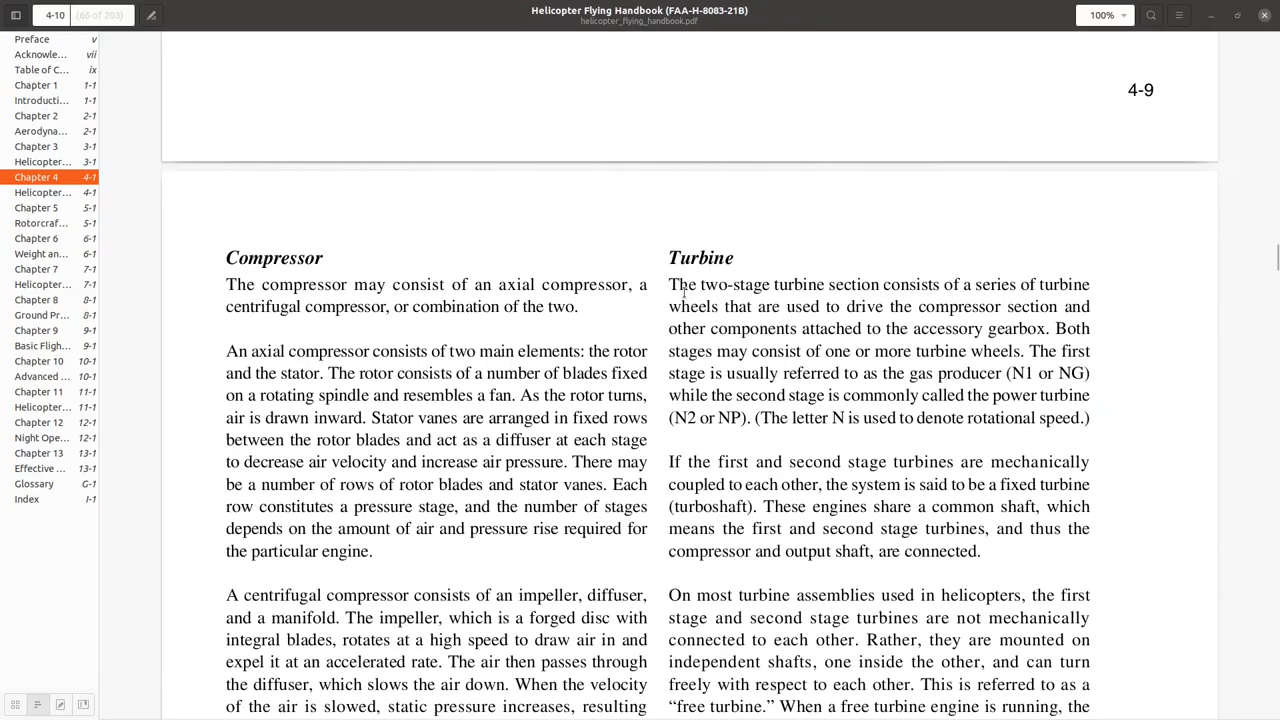 4-10 (66 of 203)
Helicopter Flying Handbook (FAA-H-8083-21B)
helicopter_flying_handbook.pdf
100%
Preface v
Acknowle... vii
Table of C... ix
Chapter 1 1-1
Introducti... 1-1
Chapter 2 2-1
Aerodyna... 2-1
Chapter 3 3-1
Helicopter... 3-1
Chapter 4 4-1
Helicopter... 4-1
Chapter 5 5-1
Rotorcraf... 5-1
Chapter 6 6-1
Weight an... 6-1
Chapter 7 7-1
Helicopter... 7-1
Chapter 8 8-1
Ground Pr... 8-1
Chapter 9 9-1
Basic Fligh... 9-1
Chapter 10 10-1
Advanced ... 10-1
Chapter 11 11-1
Helicopter... 11-1
Chapter 12 12-1
Night Ope... 12-1
Chapter 13 13-1
Effective ... 13-1
Glossary G-1
Index I-1
4-9
Compressor
The compressor may consist of an axial compressor, a
centrifugal compressor, or combination of the two.
An axial compressor consists of two main elements: the rotor
and the stator. The rotor consists of a number of blades fixed
on a rotating spindle and resembles a fan. As the rotor turns,
air is drawn inward. Stator vanes are arranged in fixed rows
between the rotor blades and act as a diffuser at each stage
to decrease air velocity and increase air pressure. There may
be a number of rows of rotor blades and stator vanes. Each
row constitutes a pressure stage, and the number of stages
depends on the amount of air and pressure rise required for
the particular engine.
A centrifugal compressor consists of an impeller, diffuser,
and a manifold. The impeller, which is a forged disc with
integral blades, rotates at a high speed to draw air in and
expel it at an accelerated rate. The air then passes through
the diffuser, which slows the air down. When the velocity
of the air is slowed, static pressure increases, resulting
Turbine
The two-stage turbine section consists of a series of turbine
wheels that are used to drive the compressor section and
other components attached to the accessory gearbox. Both
stages may consist of one or more turbine wheels. The first
stage is usually referred to as the gas producer (N1 or NG)
while the second stage is commonly called the power turbine
(N2 or NP). (The letter N is used to denote rotational speed.)
If the first and second stage turbines are mechanically
coupled to each other, the system is said to be a fixed turbine
(turboshaft). These engines share a common shaft, which
means the first and second stage turbines, and thus the
compressor and output shaft, are connected.
On most turbine assemblies used in helicopters, the first
stage and second stage turbines are not mechanically
connected to each other. Rather, they are mounted on
independent shafts, one inside the other, and can turn
freely with respect to each other. This is referred to as a
“free turbine.” When a free turbine engine is running, the